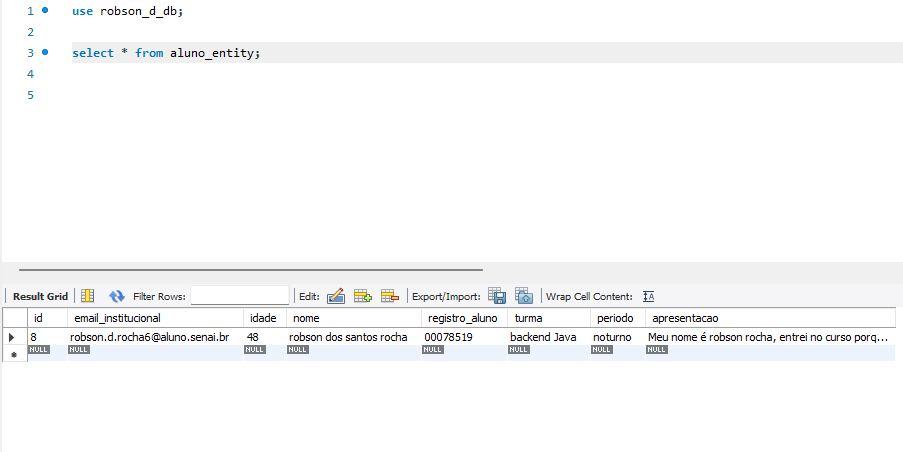 1 use robson_d_db;
2
3 select * from aluno_entity;
4
5
Result Grid Filter Rows: Edit: Export/Import: Wrap Cell Content: IA
id email_institucional idade nome registro_aluno turma periodo apresentacao
8 robson.d.rocha6@aluno.senai.br 48 robson dos santos rocha 00078519 backend Java noturno Meu nome é robson rocha, entrei no curso porq...
NULL NULL NULL NULL NULL NULL NULL NULL